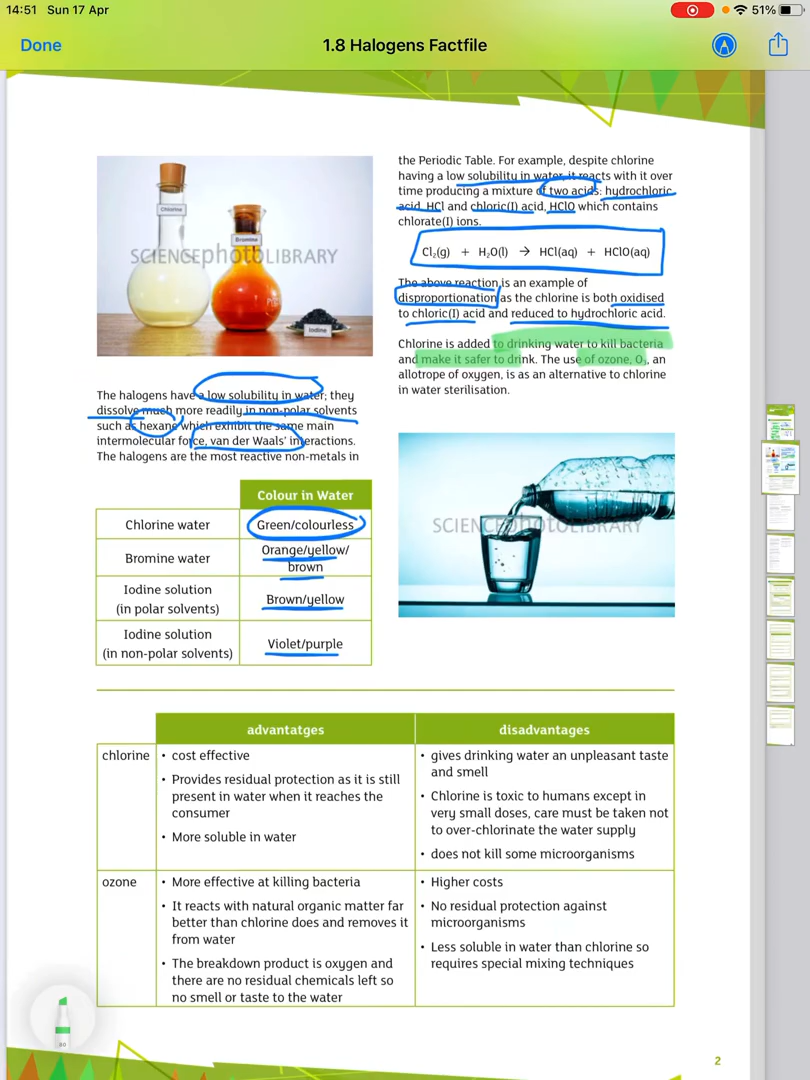 14:51 Sun 17 Apr
51%
Done
1.8 Halogens Factfile
Chlorine
Bromine
Iodine
SCIENCEphotoLIBRARY
The halogens have a low solubility in water; they
dissolve much more readily in non-polar solvents
such as hexane which exhibit the same main
intermolecular force, van der Waals' interactions.
The halogens are the most reactive non-metals in
the Periodic Table. For example, despite chlorine
having a low solubility in water, it reacts with it over
time producing a mixture of two acids: hydrochloric
acid, HCl and chloric(I) acid, HClO which contains
chlorate(I) ions.
Cl₂(g) + H₂O(l) → HCl(aq) + HClO(aq)
The above reaction is an example of
disproportionation as the chlorine is both oxidised
to chloric(I) acid and reduced to hydrochloric acid.
Chlorine is added to drinking water to kill bacteria
and make it safer to drink. The use of ozone, O₃, an
allotrope of oxygen, is as an alternative to chlorine
in water sterilisation.
Colour in Water
Chlorine water
Green/colourless
Bromine water
Orange/yellow/
brown
Iodine solution
(in polar solvents)
Brown/yellow
Iodine solution
(in non-polar solvents)
Violet/purple
SCIENCEphotoLIBRARY
advantatges
disadvantages
chlorine
• cost effective
• Provides residual protection as it is still
present in water when it reaches the
consumer
• More soluble in water
• gives drinking water an unpleasant taste
and smell
• Chlorine is toxic to humans except in
very small doses, care must be taken not
to over-chlorinate the water supply
• does not kill some microorganisms
ozone
• More effective at killing bacteria
• It reacts with natural organic matter far
better than chlorine does and removes it
from water
• The breakdown product is oxygen and
there are no residual chemicals left so
no smell or taste to the water
• Higher costs
• No residual protection against
microorganisms
• Less soluble in water than chlorine so
requires special mixing techniques
80
2